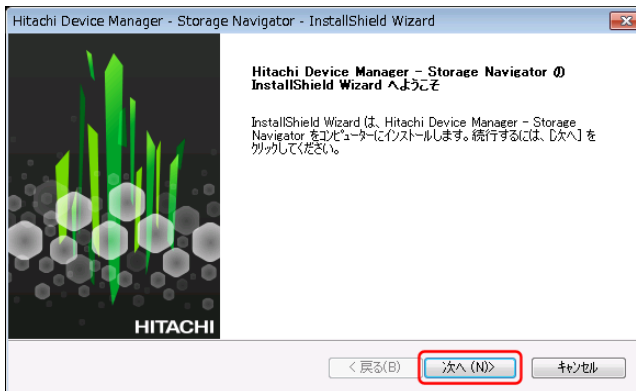 Hitachi Device Manager - Storage Navigator - InstallShield Wizard
Hitachi Device Manager - Storage Navigator の
InstallShield Wizard へようこそ
InstallShield Wizard は、Hitachi Device Manager - Storage
Navigator をコンピューターにインストールします。続行するには、[次へ] を
クリックしてください。
HITACHI
< 戻る(B)
次へ (N)>
キャンセル